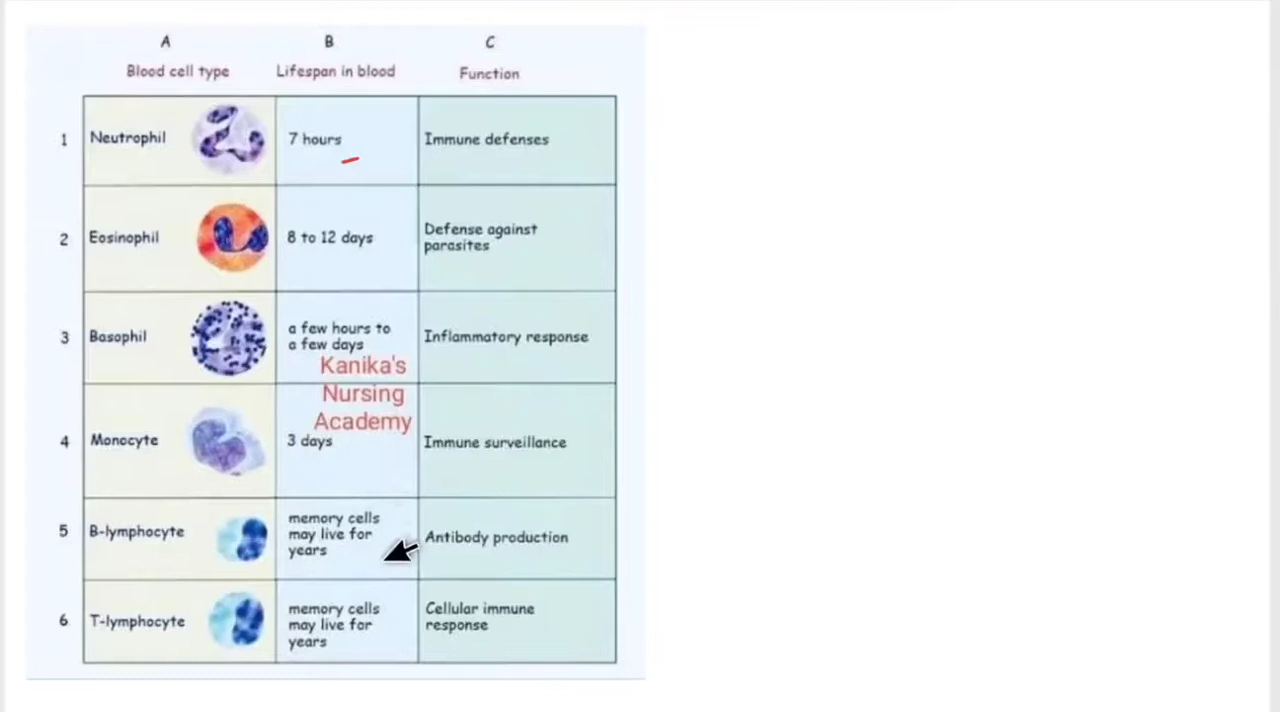 A B C
Blood cell type Lifespan in blood Function
1 Neutrophil 7 hours Immune defenses
2 Eosinophil 8 to 12 days Defense against
parasites
3 Basophil a few hours to
a few days Inflammatory response
Kanika's
Nursing
Academy
4 Monocyte 3 days Immune surveillance
5 B-lymphocyte memory cells
may live for
years Antibody production
6 T-lymphocyte memory cells
may live for
years Cellular immune
response